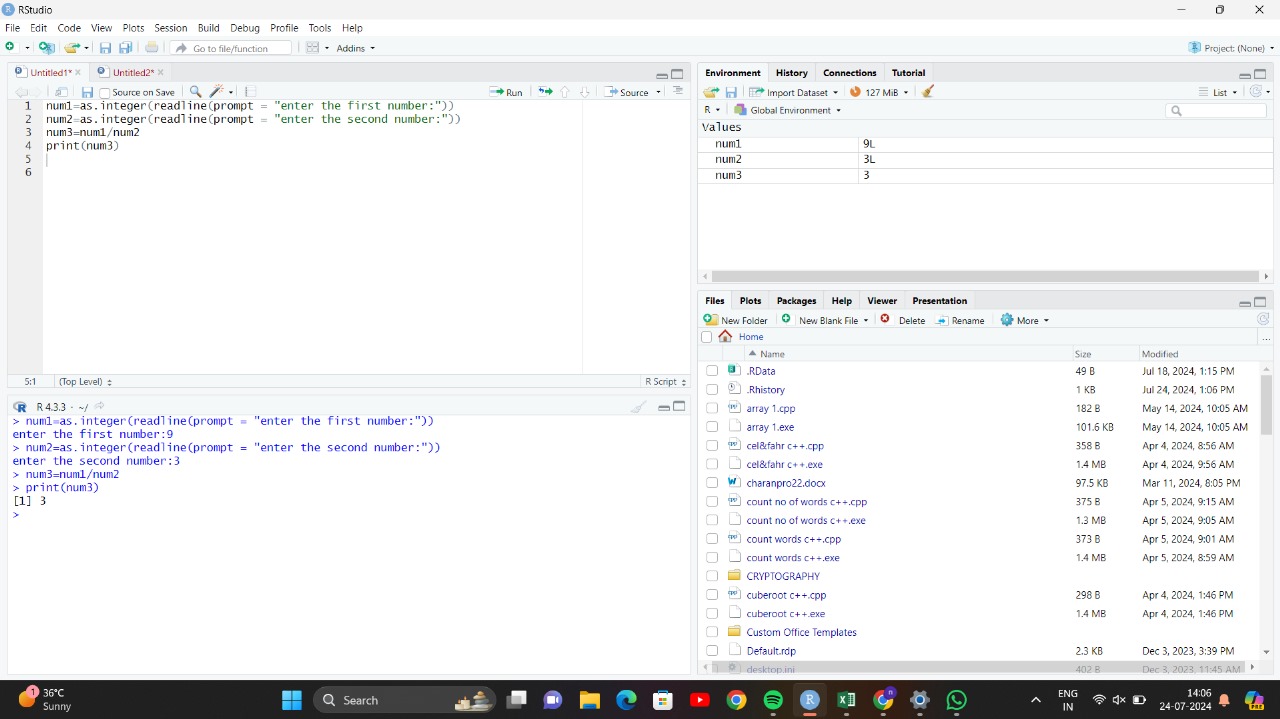 RStudio
File Edit Code View Plots Session Build Debug Profile Tools Help
Go to file/function Addins Project: (None)
Untitled1* Untitled2*
Source on Save Run Source
1 num1=as.integer(readline(prompt = "enter the first number:"))
2 num2=as.integer(readline(prompt = "enter the second number:"))
3 num3=num1/num2
4 print(num3)
5
6
5:1 (Top Level) R Script
R 4.3.3 · ~/
> num1=as.integer(readline(prompt = "enter the first number:"))
enter the first number:9
> num2=as.integer(readline(prompt = "enter the second number:"))
enter the second number:3
> num3=num1/num2
> print(num3)
[1] 3
>
Environment History Connections Tutorial
Import Dataset 127 MiB List
R Global Environment
Values
num1 9L
num2 3L
num3 3
Files Plots Packages Help Viewer Presentation
New Folder New Blank File Delete Rename More
Home ...
Name Size Modified
.RData 49 B Jul 18, 2024, 1:15 PM
.Rhistory 1 KB Jul 24, 2024, 1:06 PM
array 1.cpp 182 B May 14, 2024, 10:05 AM
array 1.exe 101.6 KB May 14, 2024, 10:05 AM
cel&fahr c++.cpp 358 B Apr 4, 2024, 8:56 AM
cel&fahr c++.exe 1.4 MB Apr 4, 2024, 9:56 AM
charanpro22.docx 97.5 KB Mar 11, 2024, 8:05 PM
count no of words c++.cpp 375 B Apr 5, 2024, 9:15 AM
count no of words c++.exe 1.3 MB Apr 5, 2024, 9:05 AM
count words c++.cpp 373 B Apr 5, 2024, 9:01 AM
count words c++.exe 1.4 MB Apr 5, 2024, 8:59 AM
CRYPTOGRAPHY
cuberoot c++.cpp 298 B Apr 4, 2024, 1:46 PM
cuberoot c++.exe 1.4 MB Apr 4, 2024, 1:46 PM
Custom Office Templates
Default.rdp 2.3 KB Dec 3, 2023, 3:39 PM
desktop.ini 402 B Dec 3, 2023, 11:45 AM
1 36°C
Sunny
Search
ENG
IN
14:06
24-07-2024